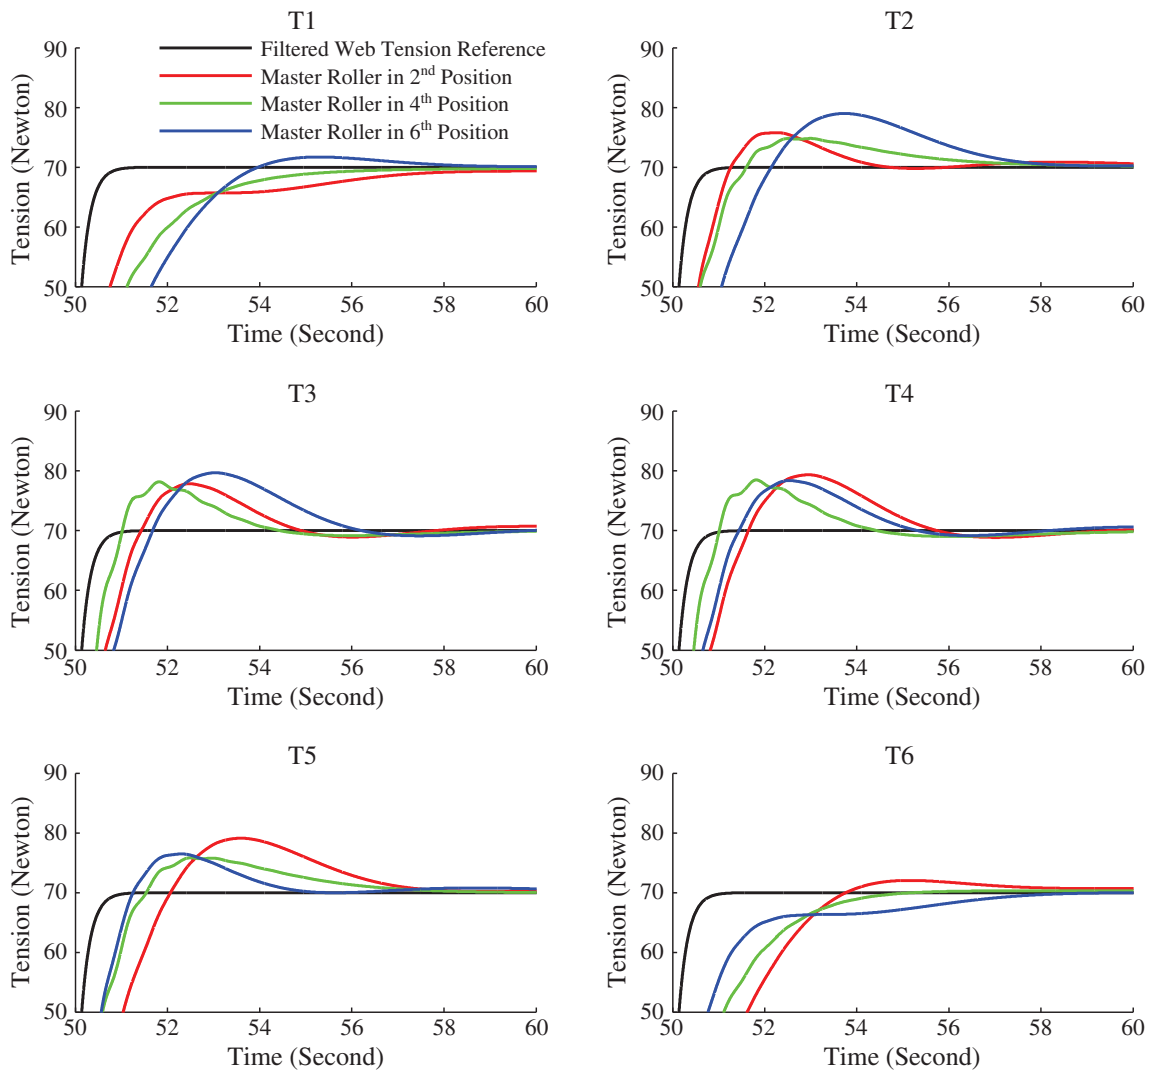 T1
Filtered Web Tension Reference
Master Roller in 2nd Position
Master Roller in 4th Position
Master Roller in 6th Position
90
80
70
60
50
Tension (Newton)
50 52 54 56 58 60
Time (Second)
T2
90
80
70
60
50
Tension (Newton)
50 52 54 56 58 60
Time (Second)
T3
90
80
70
60
50
Tension (Newton)
50 52 54 56 58 60
Time (Second)
T4
90
80
70
60
50
Tension (Newton)
50 52 54 56 58 60
Time (Second)
T5
90
80
70
60
50
Tension (Newton)
50 52 54 56 58 60
Time (Second)
T6
90
80
70
60
50
Tension (Newton)
50 52 54 56 58 60
Time (Second)